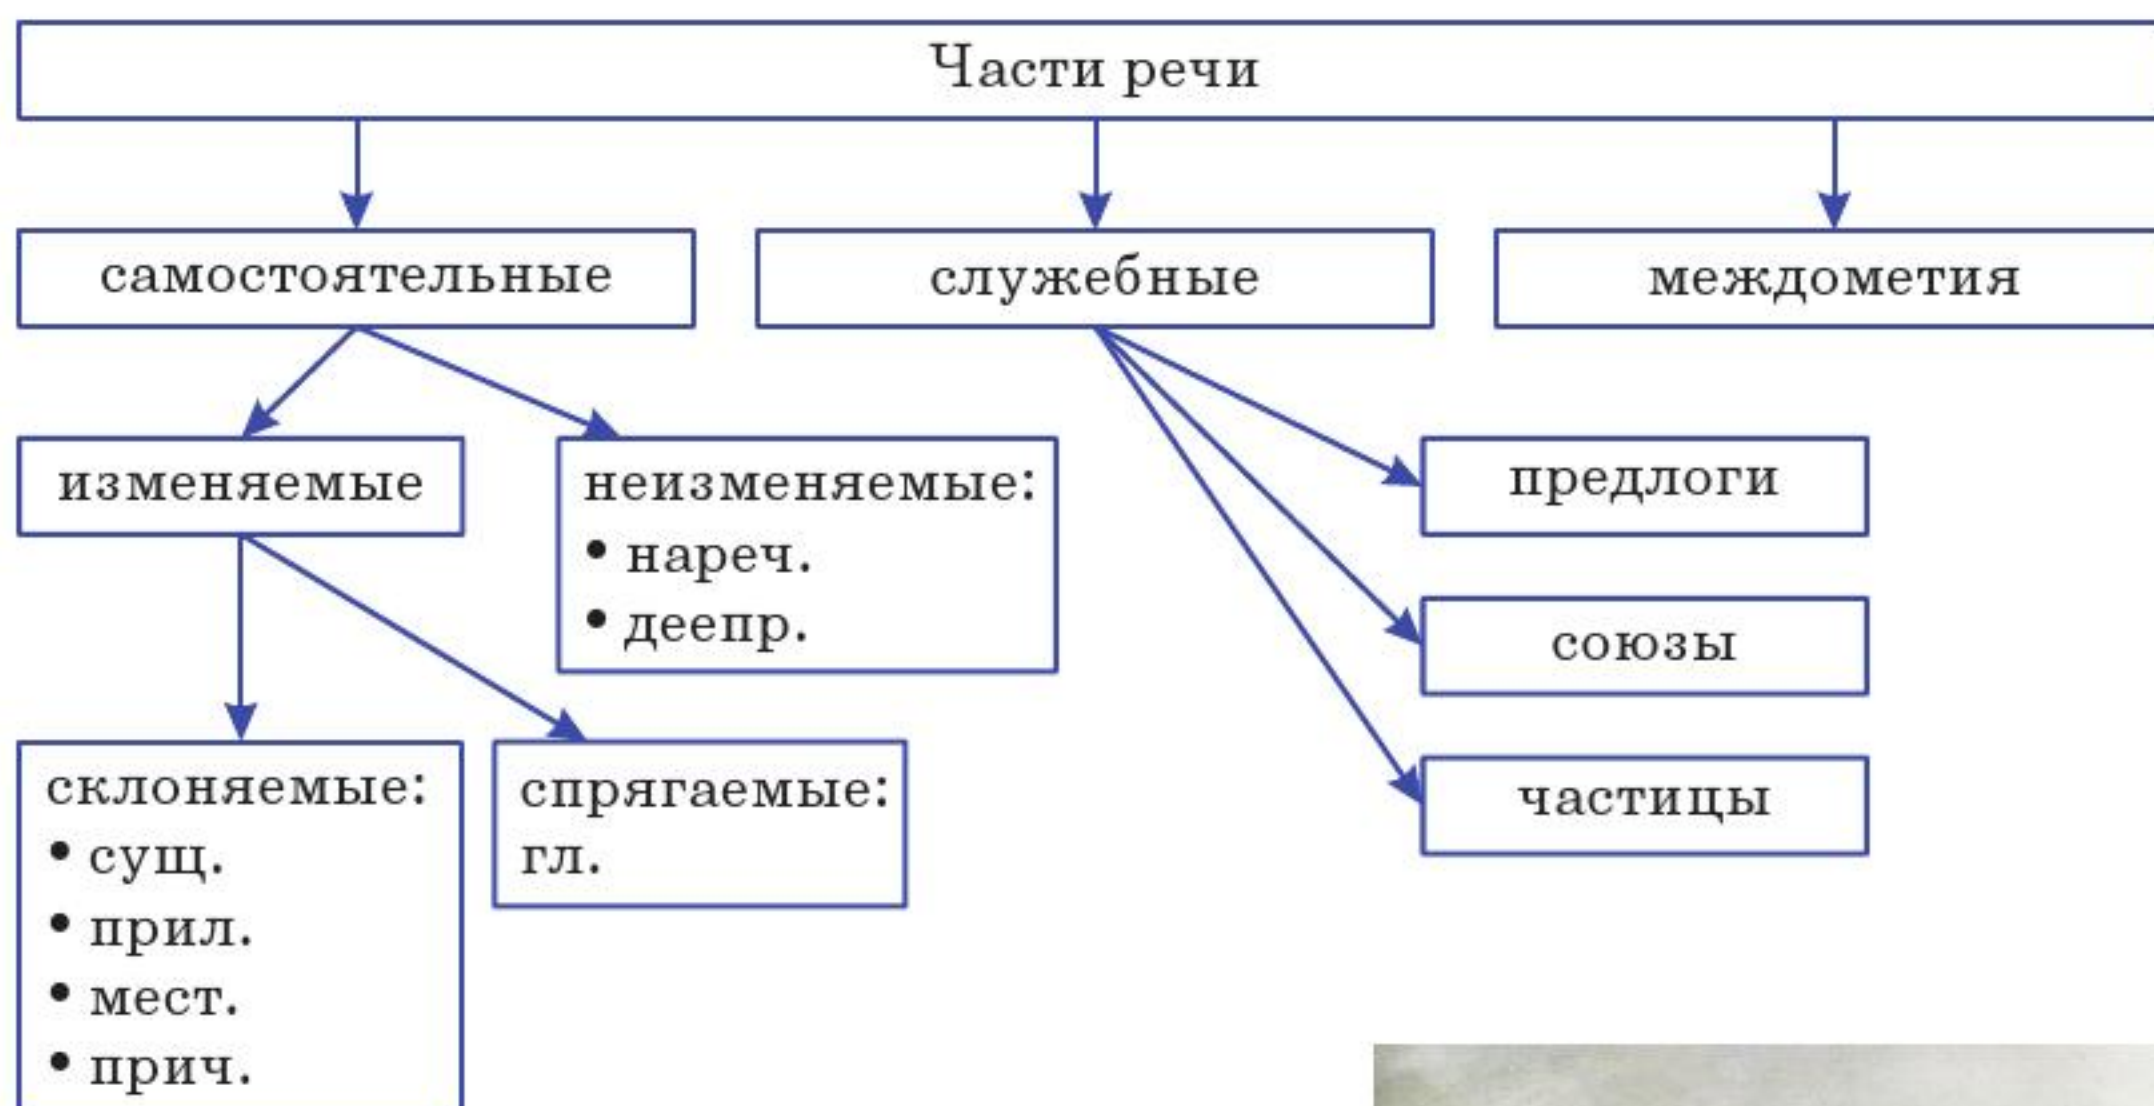 Части речи
самостоятельные
служебные
междометия
изменяемые
неизменяемые:
• нареч.
• деепр.
предлоги
союзы
частицы
склоняемые:
• сущ.
• прил.
• мест.
• прич.
спрягаемые:
гл.